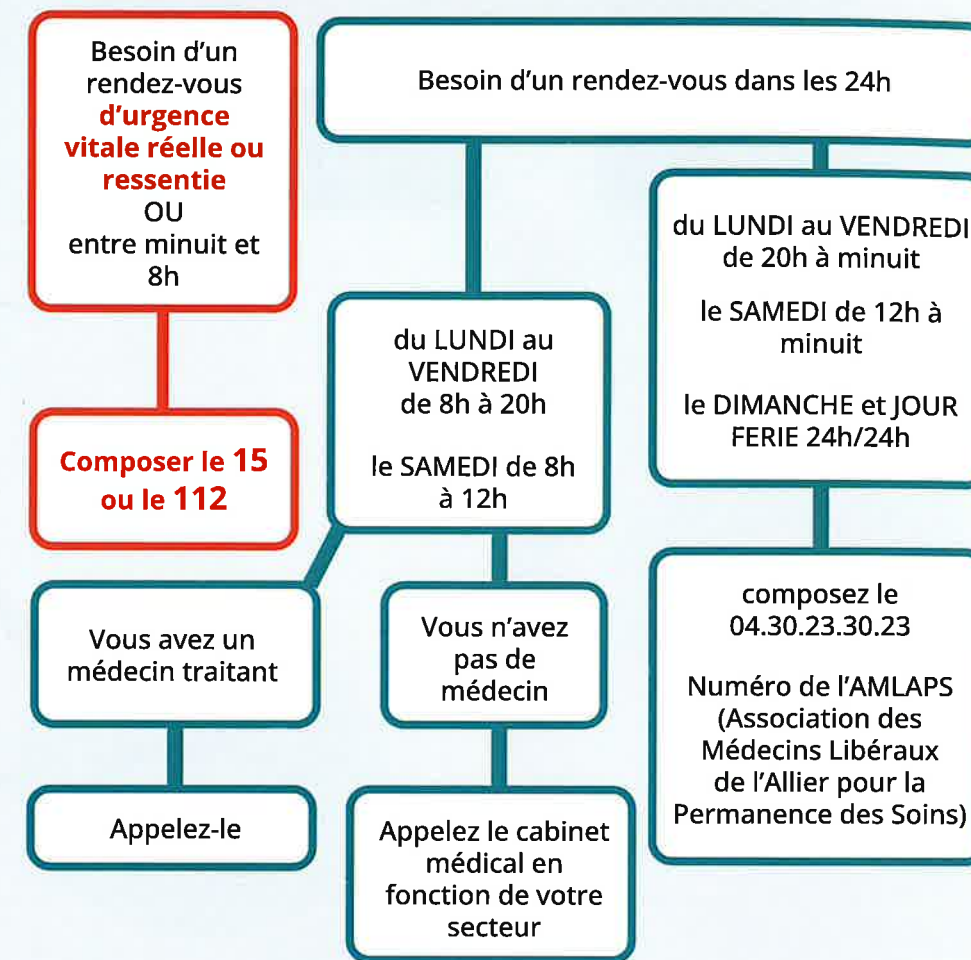 Besoin d'un
rendez-vous
d'urgence
vitale réelle ou
ressentie
OU
entre minuit et
8h
Composer le 15
ou le 112
Besoin d'un rendez-vous dans les 24h
du LUNDI au
VENDREDI
de 8h à 20h
le SAMEDI de 8h
à 12h
Vous avez un
médecin traitant
Appelez-le
Vous n'avez
pas de
médecin
Appelez le cabinet
médical en
fonction de votre
secteur
du LUNDI au VENDREDI
de 20h à minuit
le SAMEDI de 12h à
minuit
le DIMANCHE et JOUR
FERIE 24h/24h
composez le
04.30.23.30.23
Numéro de l'AMLAPS
(Association des
Médecins Libéraux
de l'Allier pour la
Permanence des Soins)